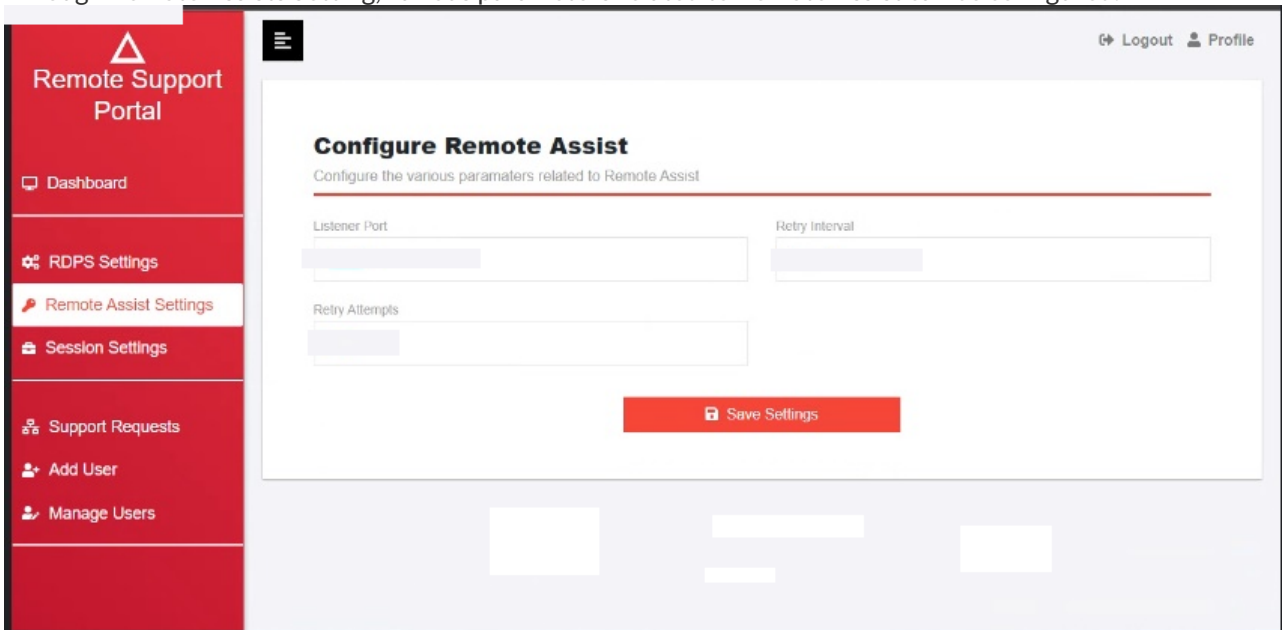 Remote Support
Portal
Dashboard
RDPS Settings
Remote Assist Settings
Session Settings
Support Requests
Add User
Manage Users
Logout Profile
Configure Remote Assist
Configure the various paramaters related to Remote Assist
Listener Port
Retry Interval
Retry Attempts
Save Settings